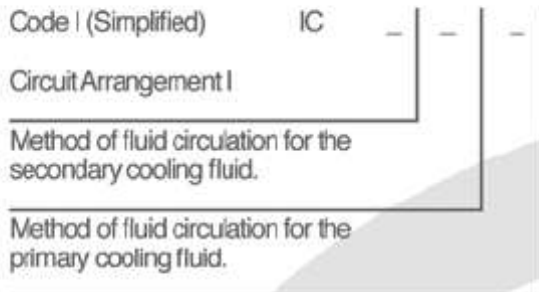 Code I (Simplified) IC _ _ _
Circuit Arrangement I
Method of fluid circulation for the
secondary cooling fluid.
Method of fluid circulation for the
primary cooling fluid.